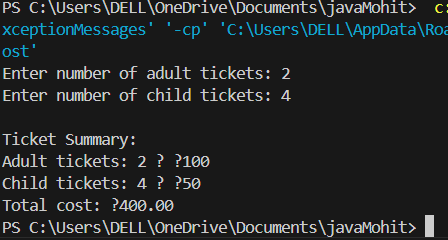 PS C:\Users\DELL\OneDrive\Documents\javaMohit>  c:
xceptionMessages' '-cp' 'C:\Users\DELL\AppData\Roa
ost'
Enter number of adult tickets: 2
Enter number of child tickets: 4

Ticket Summary:
Adult tickets: 2 ? ?100
Child tickets: 4 ? ?50
Total cost: ?400.00
PS C:\Users\DELL\OneDrive\Documents\javaMohit>